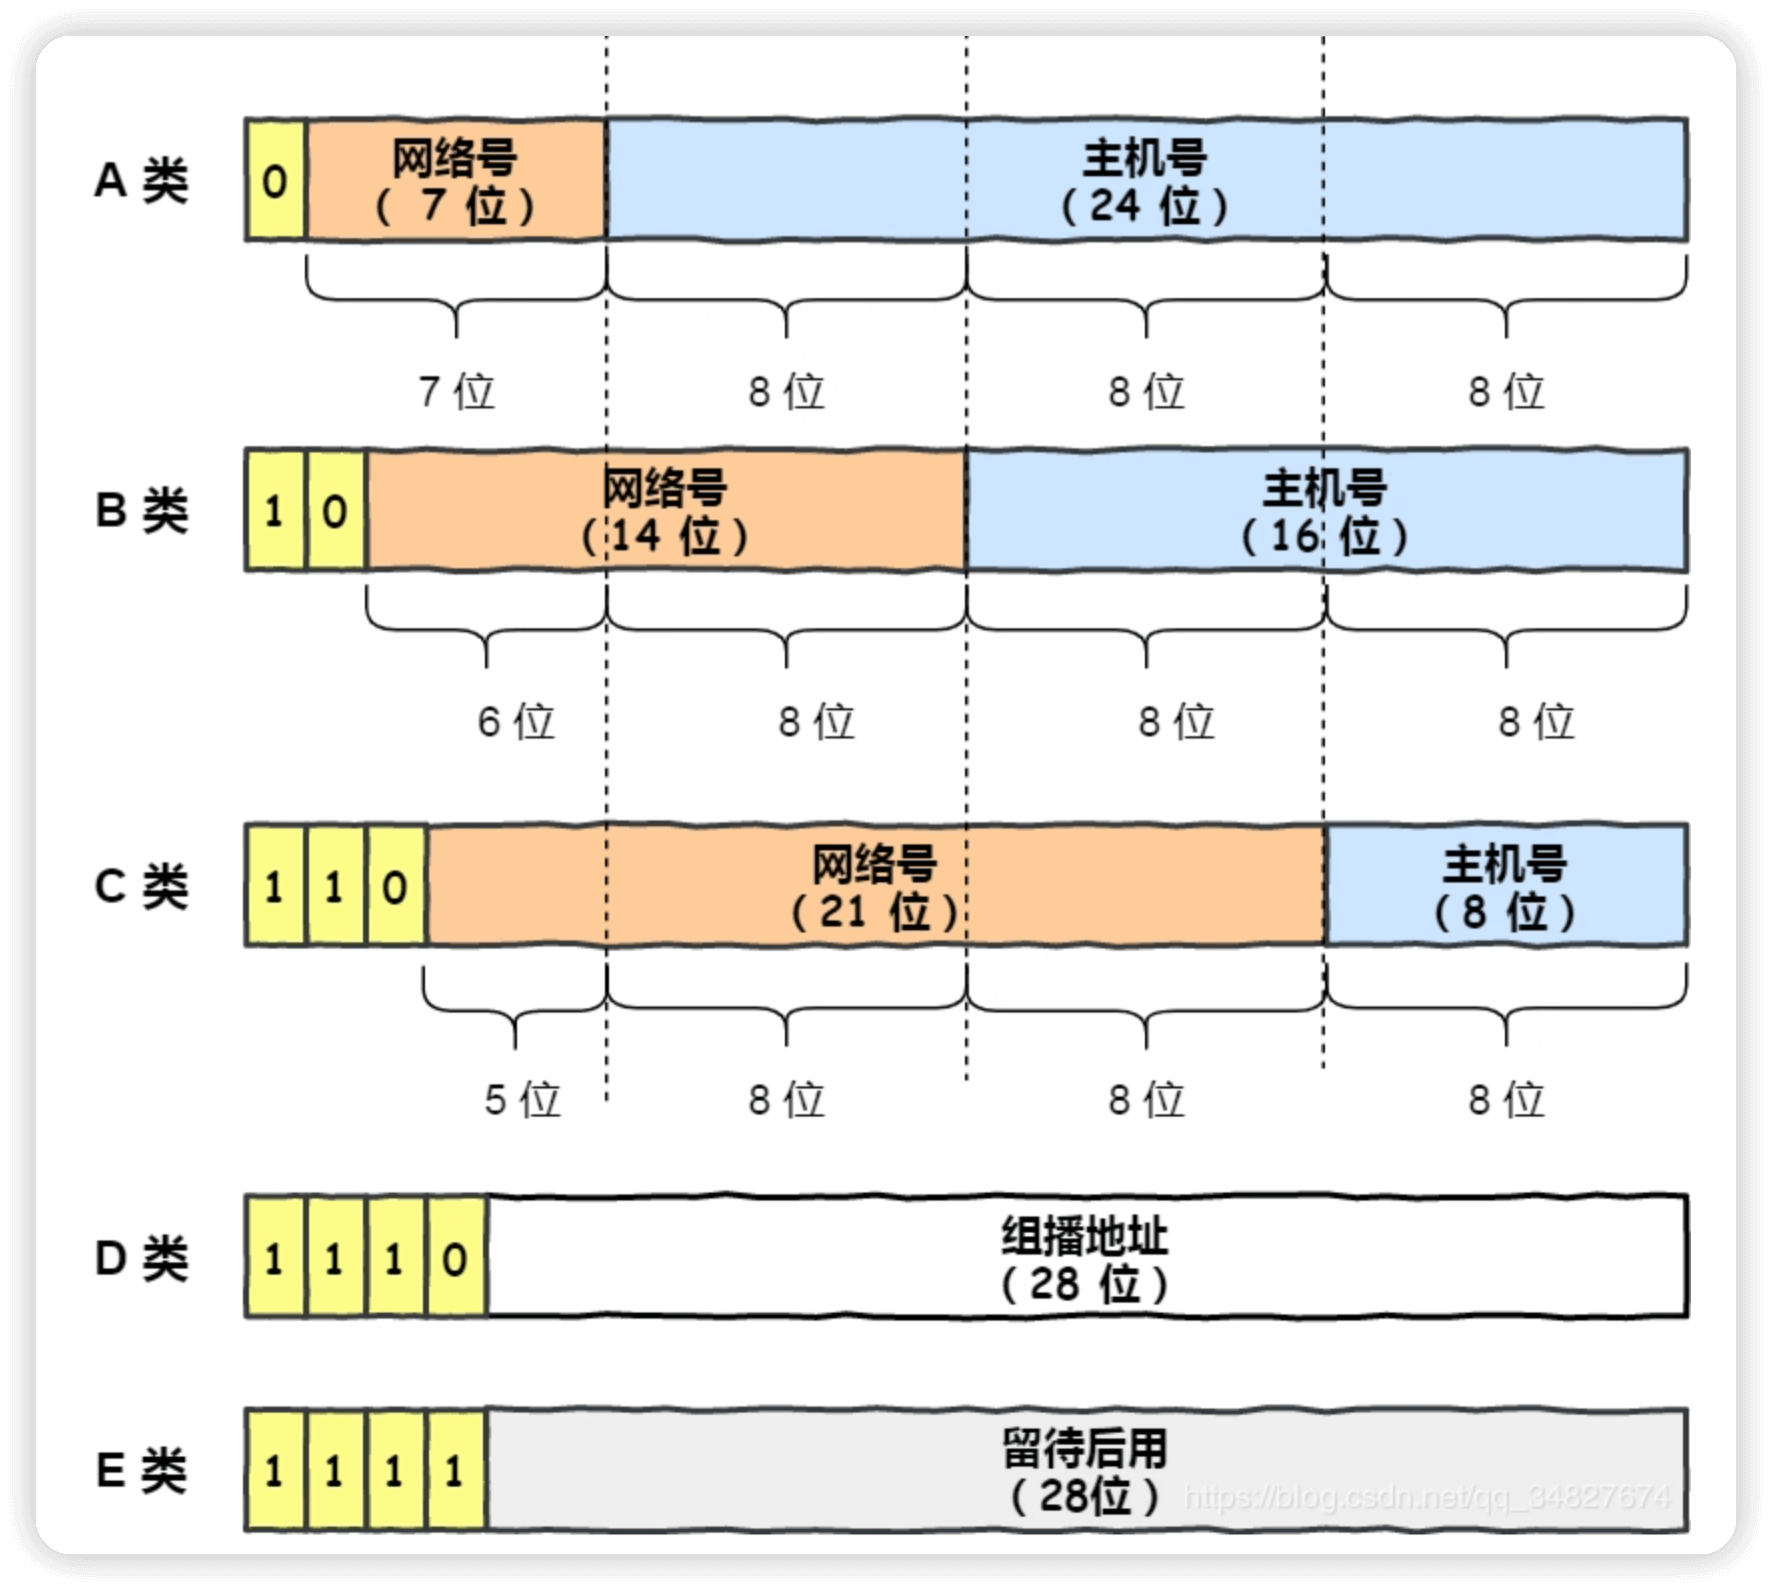 A 类
0
网络号
( 7 位)
主机号
(24 位)
7 位
8 位
8 位
8 位
B 类
1 0
网络号
(14 位)
主机号
(16 位)
6 位
8 位
8 位
8 位
C 类
1 1 0
网络号
(21 位)
主机号
(8 位)
5 位
8 位
8 位
8 位
D 类
1 1 1 0
组播地址
(28 位)
E 类
1 1 1 1
留待后用
(28位)
https://blog.csdn.net/qq_34827674